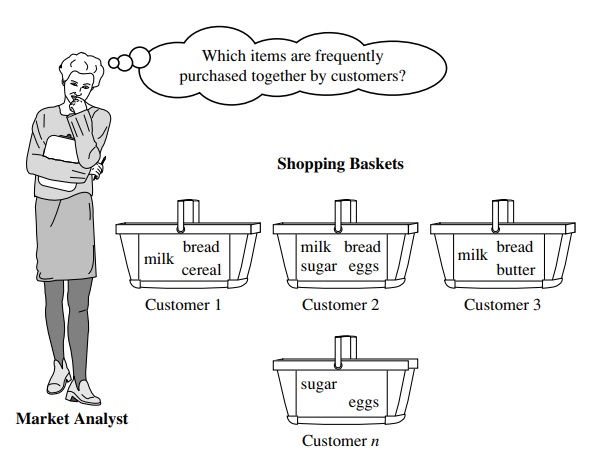 Which items are frequently
purchased together by customers?
Shopping Baskets
milk bread
cereal
Customer 1
milk bread
sugar eggs
Customer 2
milk bread
butter
Customer 3
sugar
eggs
Customer n
Market Analyst